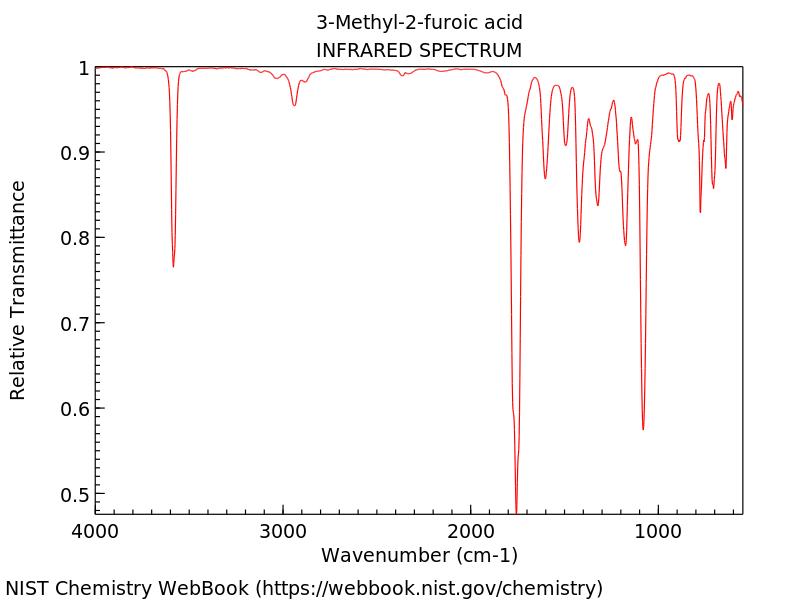 3-Methyl-2-furoic acid
INFRARED SPECTRUM
1
0.9
0.8
0.7
0.6
0.5
Relative Transmittance
4000 3000 2000 1000
Wavenumber (cm-1)
NIST Chemistry WebBook (https://webbook.nist.gov/chemistry)